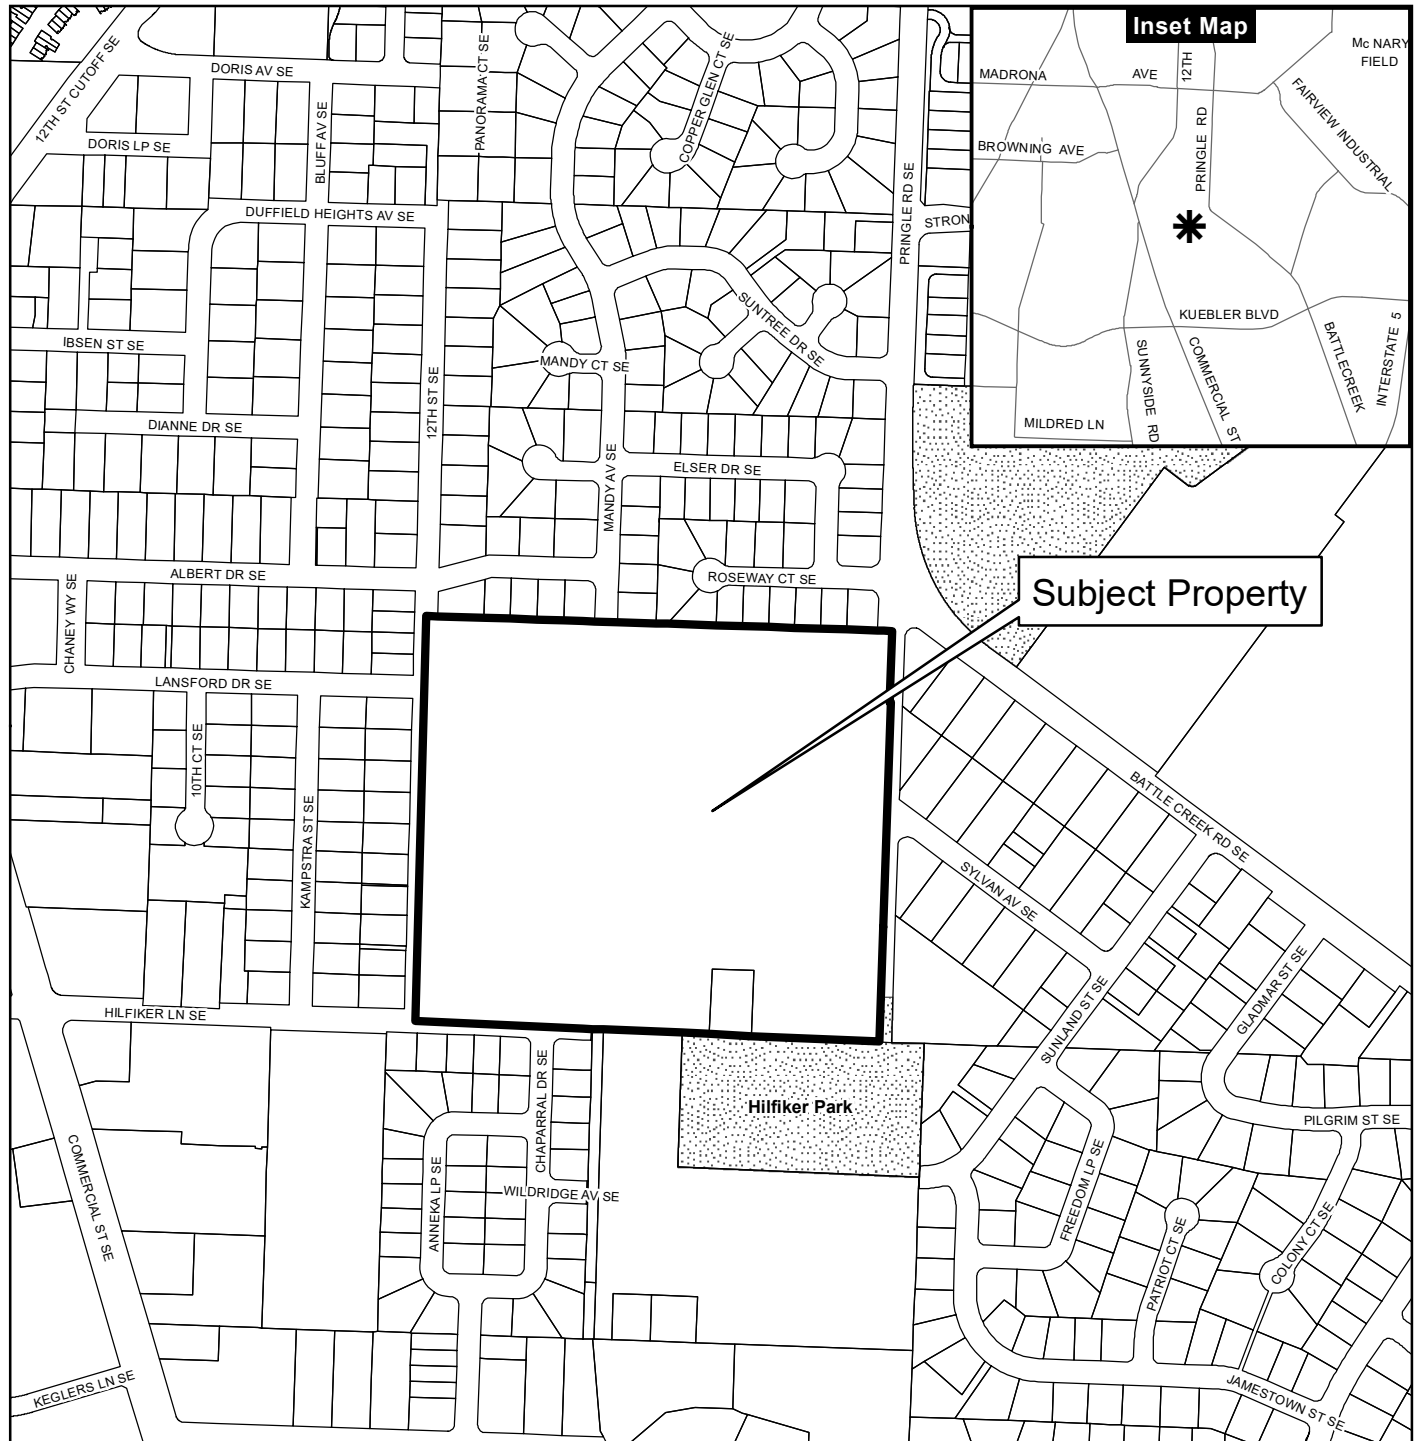 Inset Map
Mc NARY
FIELD
MADRONA
AVE
12TH
PRINGLE RD
FAIRVIEW INDUSTRIAL
BROWNING AVE
KUEBLER BLVD
SUNNYSIDE RD
COMMERCIAL ST
BATTLECREEK
INTERSTATE 5
MILDRED LN
12TH ST CUTOFF SE
DORIS AV SE
PANORAMA CT SE
COPPER GLEN CT SE
BLUFF AV SE
DORIS LP SE
DUFFIELD HEIGHTS AV SE
PRINGLE RD SE
STRON
SUNTREE DR SE
IBSEN ST SE
MANDY CT SE
12TH ST SE
DIANNE DR SE
ELSER DR SE
MANDY AV SE
ALBERT DR SE
ROSEWAY CT SE
Subject Property
CHANEY WY SE
LANSFORD DR SE
10TH CT SE
KAMPSTRA ST SE
BATTLE CREEK RD SE
SYLVAN AV SE
GLADMAR ST SE
SUNLAND ST SE
HILFIKER LN SE
CHAPARRAL DR SE
Hilfiker Park
PILGRIM ST SE
COMMERCIAL ST SE
ANNEKA LP SE
WILDRIDGE AV SE
FREEDOM LP SE
PATRIOT CT SE
COLONY CT SE
KEGLERS LN SE
JAMESTOWN ST SE